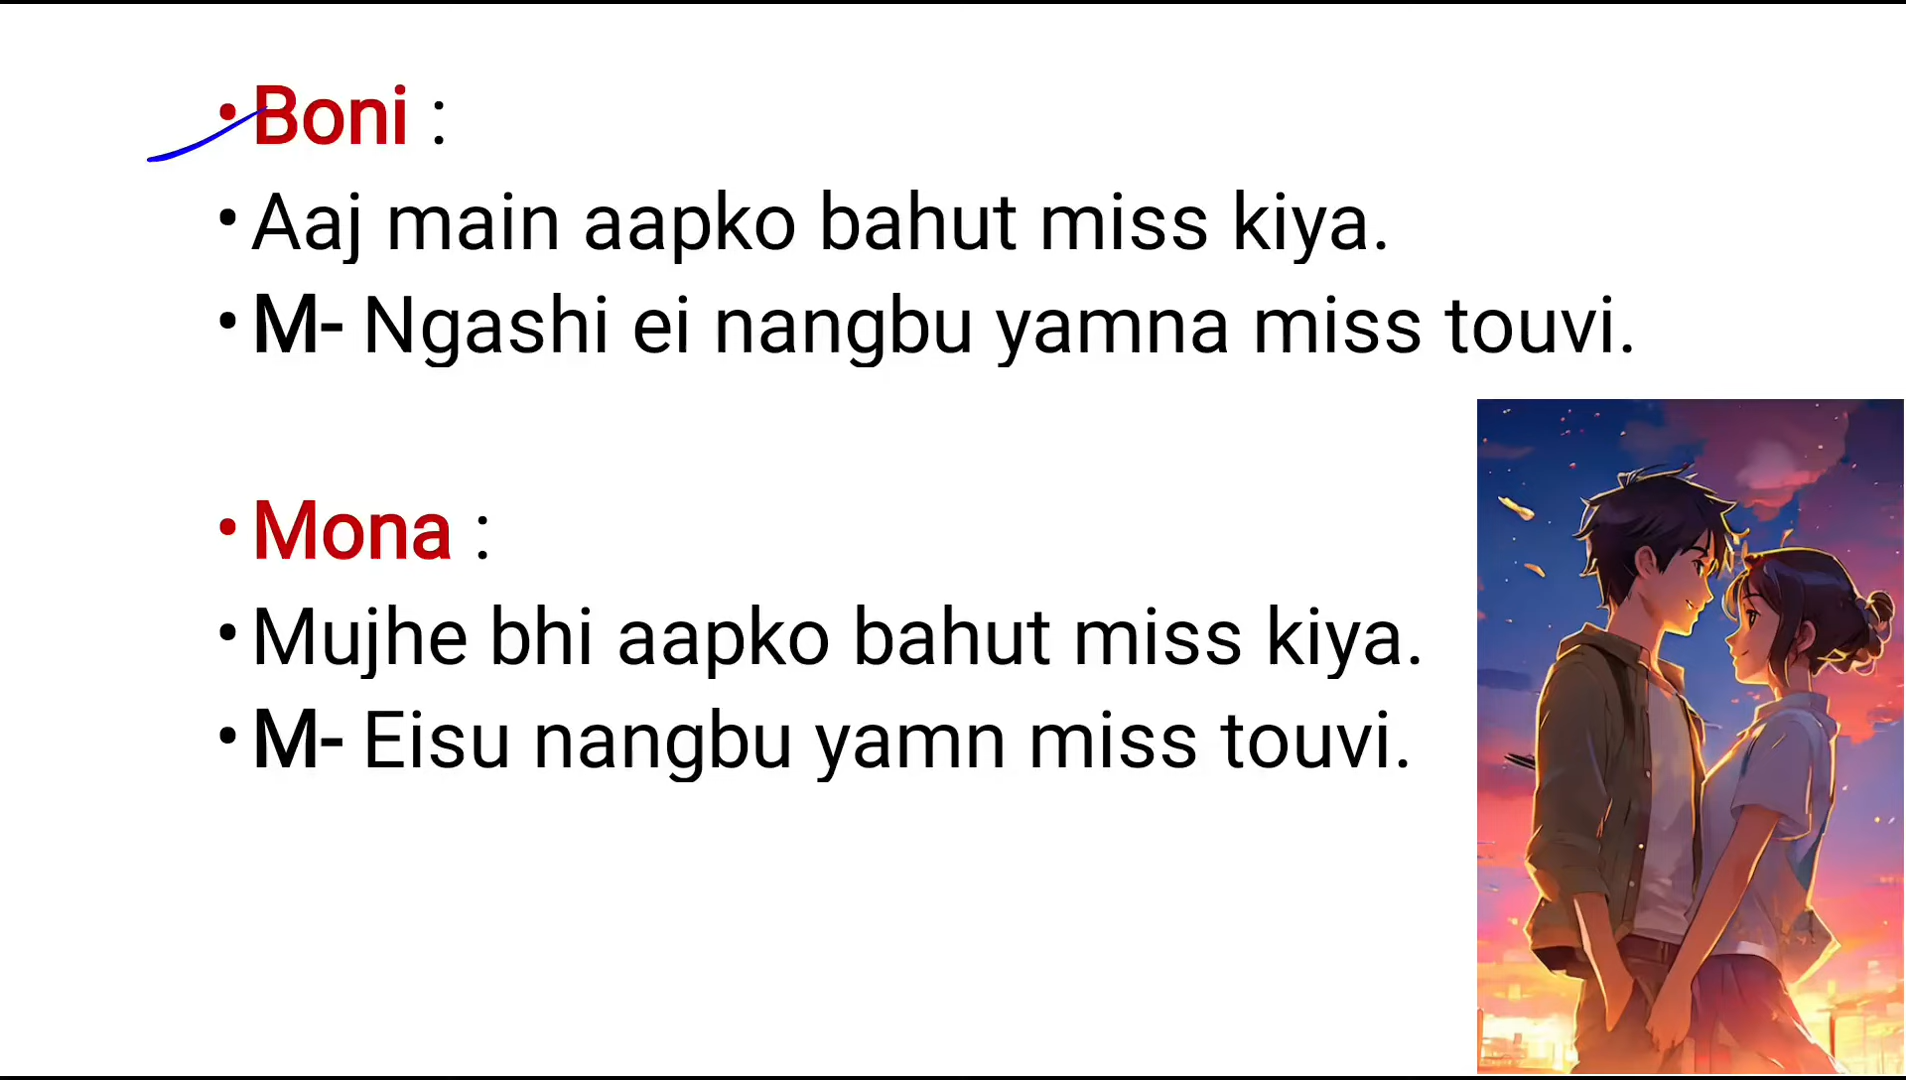 • Boni :
• Aaj main aapko bahut miss kiya.
• M- Ngashi ei nangbu yamna miss touvi.
• Mona :
• Mujhe bhi aapko bahut miss kiya.
• M- Eisu nangbu yamn miss touvi.